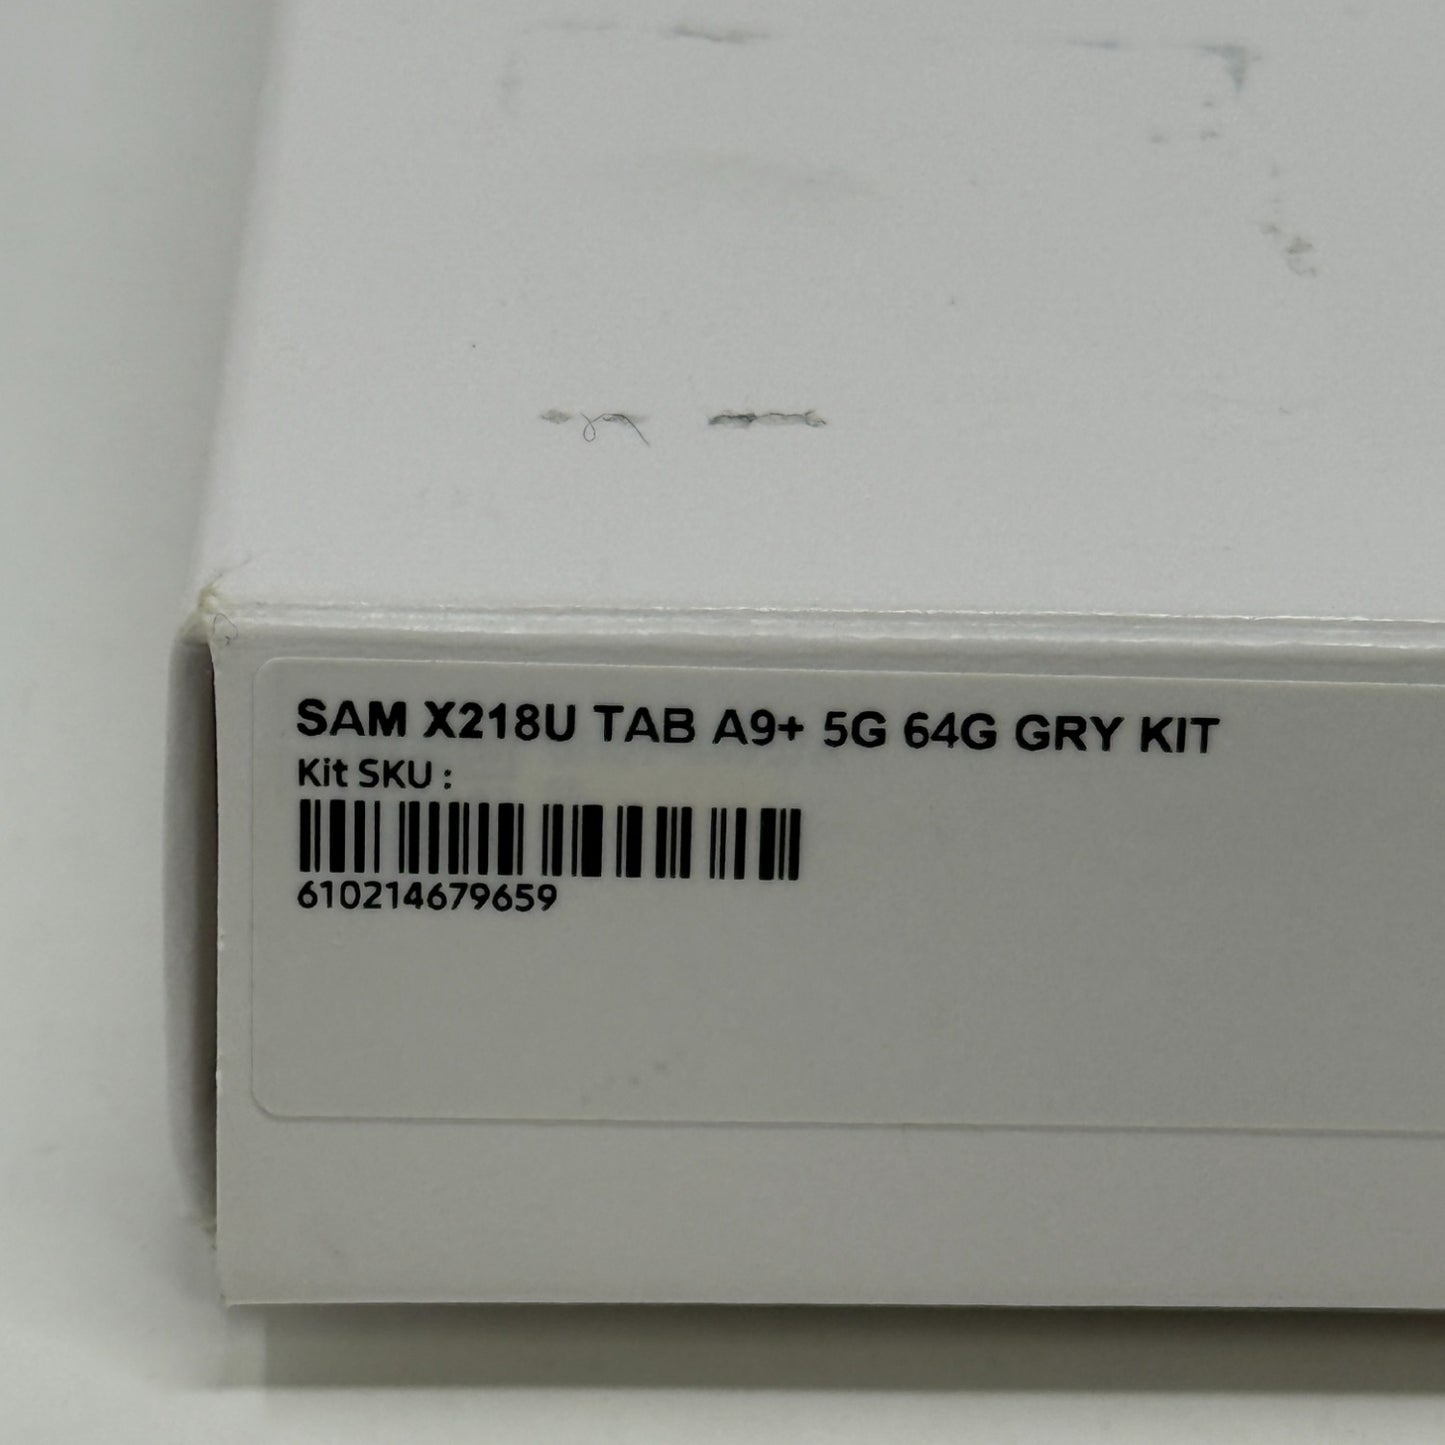 SAM X218U TAB A9+ 5G 64G GRY KIT
Kit SKU :
610214679659